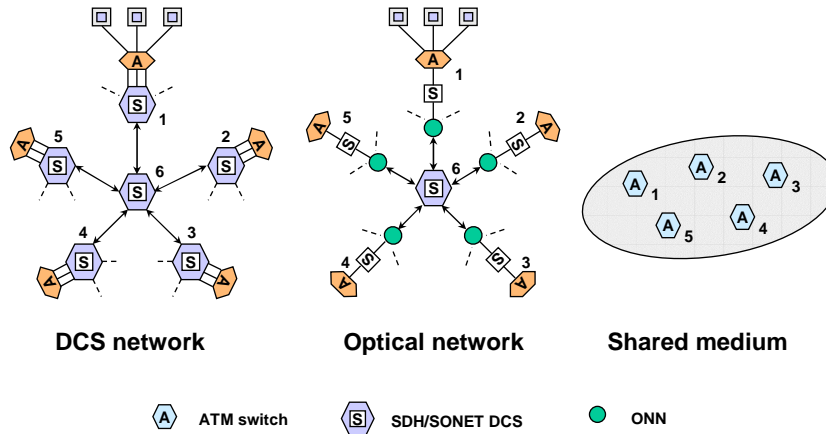 A
S
1
5
A
S
2
S
A
6
S
4
S
A
3
S
A
A
1
S
5
A
S
2
S
A
6
S
4
S
A
3
S
A
A
1
A
2
A
3
A
4
A
5
DCS network
Optical network
Shared medium
A
ATM switch
S
SDH/SONET DCS
ONN